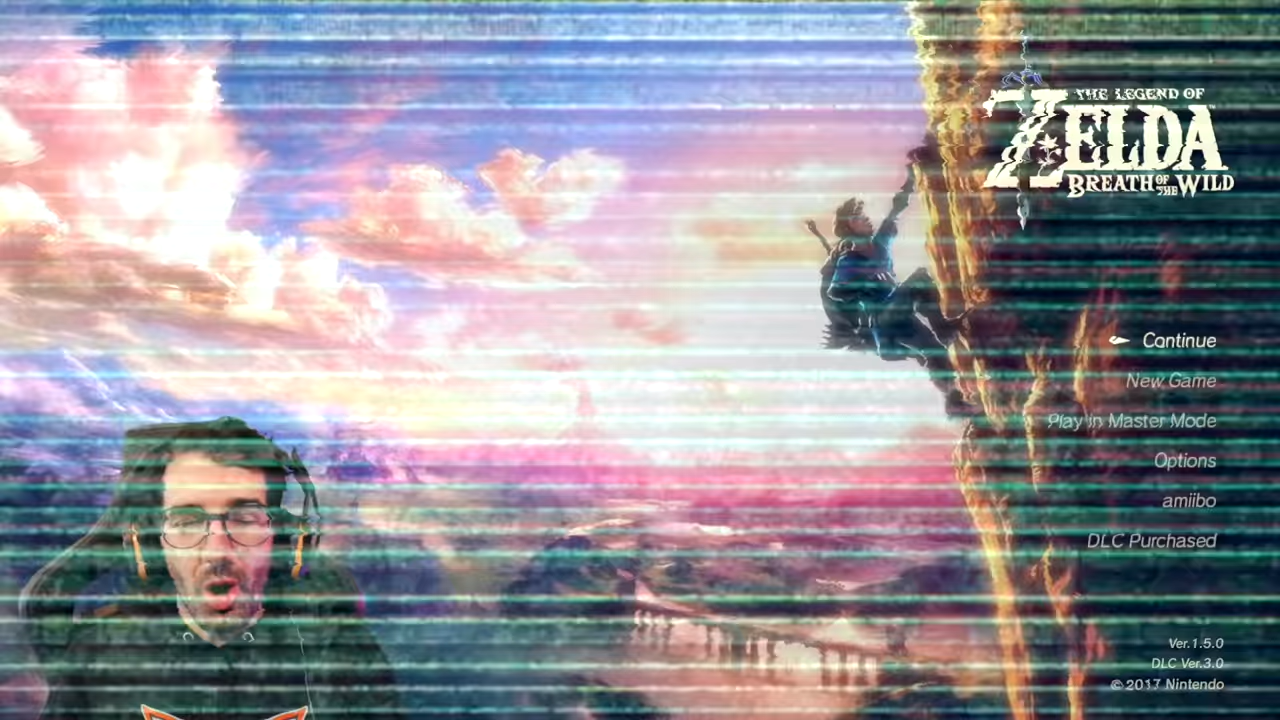 THE LEGEND OF
ZELDA
BREATH OF THE WILD
Continue
New Game
Play in Master Mode
Options
amiibo
DLC Purchased
Ver.1.5.0
DLC Ver.3.0
© 2017 Nintendo